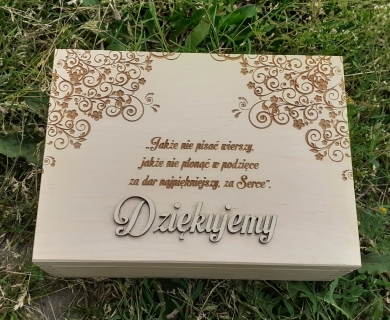 „Jakże nie pisać wierszy,
jakże nie płonąć w podzięce
za dar najpiękniejszy, za Serce”.
Dziękujemy